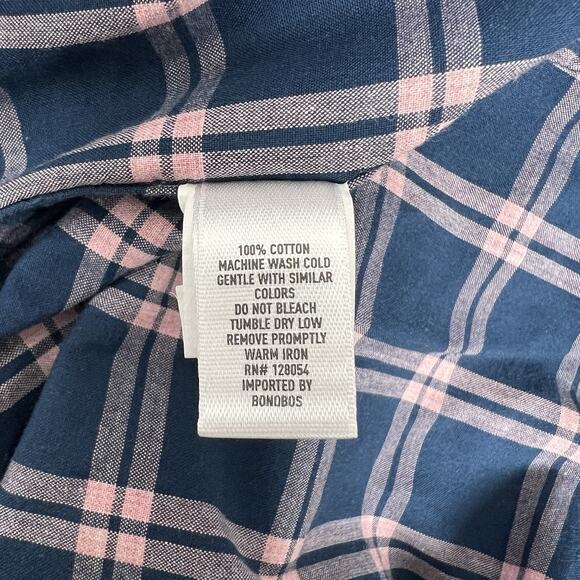 100% COTTON
MACHINE WASH COLD
GENTLE WITH SIMILAR
COLORS
DO NOT BLEACH
TUMBLE DRY LOW
REMOVE PROMPTLY
WARM IRON
RN# 128054
IMPORTED BY
BONOBOS